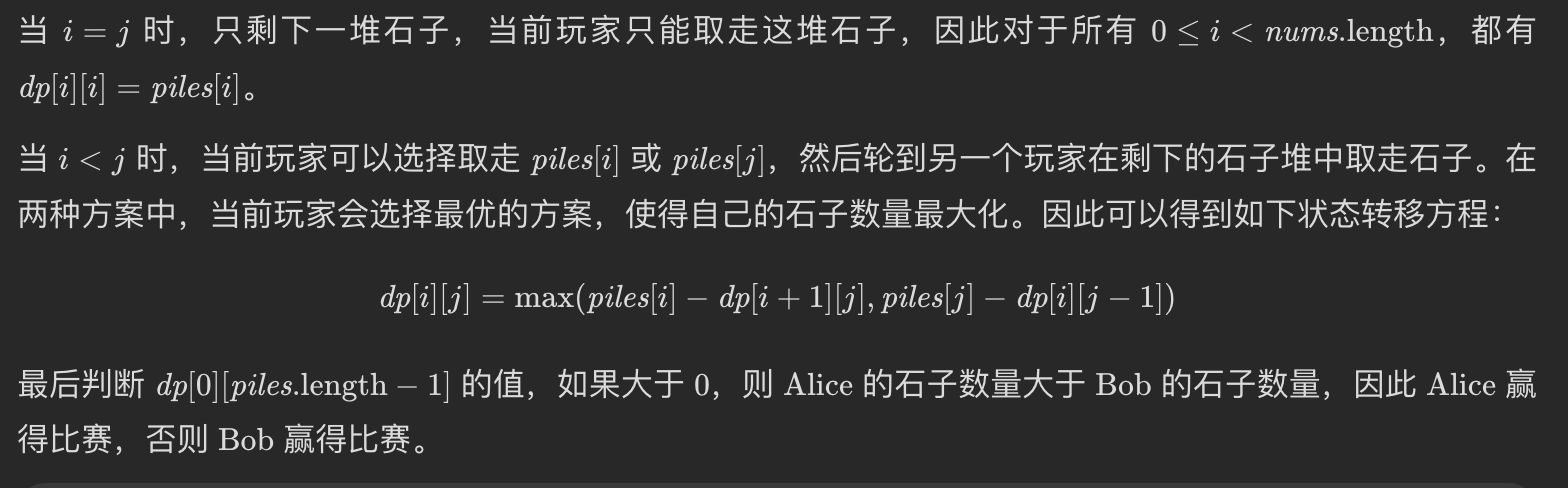 当 i = j 时，只剩下一堆石子，当前玩家只能取走这堆石子，因此对于所有 0 ≤ i < nums.length，都有
dp[i][i] = piles[i]。
当 i < j 时，当前玩家可以选择取走 piles[i] 或 piles[j]，然后轮到另一个玩家在剩下的石子堆中取走石子。在
两种方案中，当前玩家会选择最优的方案，使得自己的石子数量最大化。因此可以得到如下状态转移方程：
dp[i][j] = max(piles[i] − dp[i + 1][j], piles[j] − dp[i][j − 1])
最后判断 dp[0][piles.length − 1] 的值，如果大于 0，则 Alice 的石子数量大于 Bob 的石子数量，因此 Alice 赢
得比赛，否则 Bob 赢得比赛。